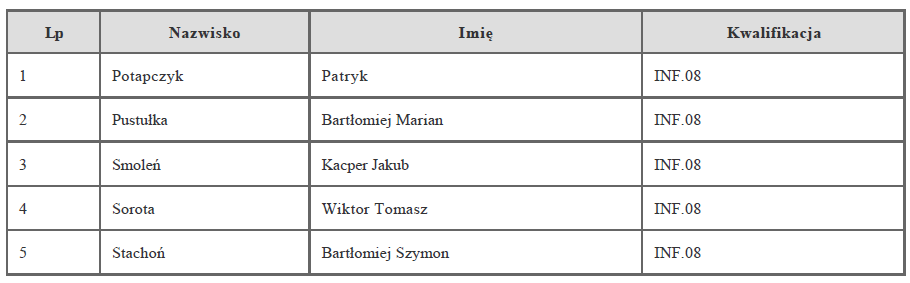 Lp Nazwisko Imię Kwalifikacja
1 Potapczyk Patryk INF.08
2 Pustułka Bartłomiej Marian INF.08
3 Smoleń Kacper Jakub INF.08
4 Sorota Wiktor Tomasz INF.08
5 Stachoń Bartłomiej Szymon INF.08